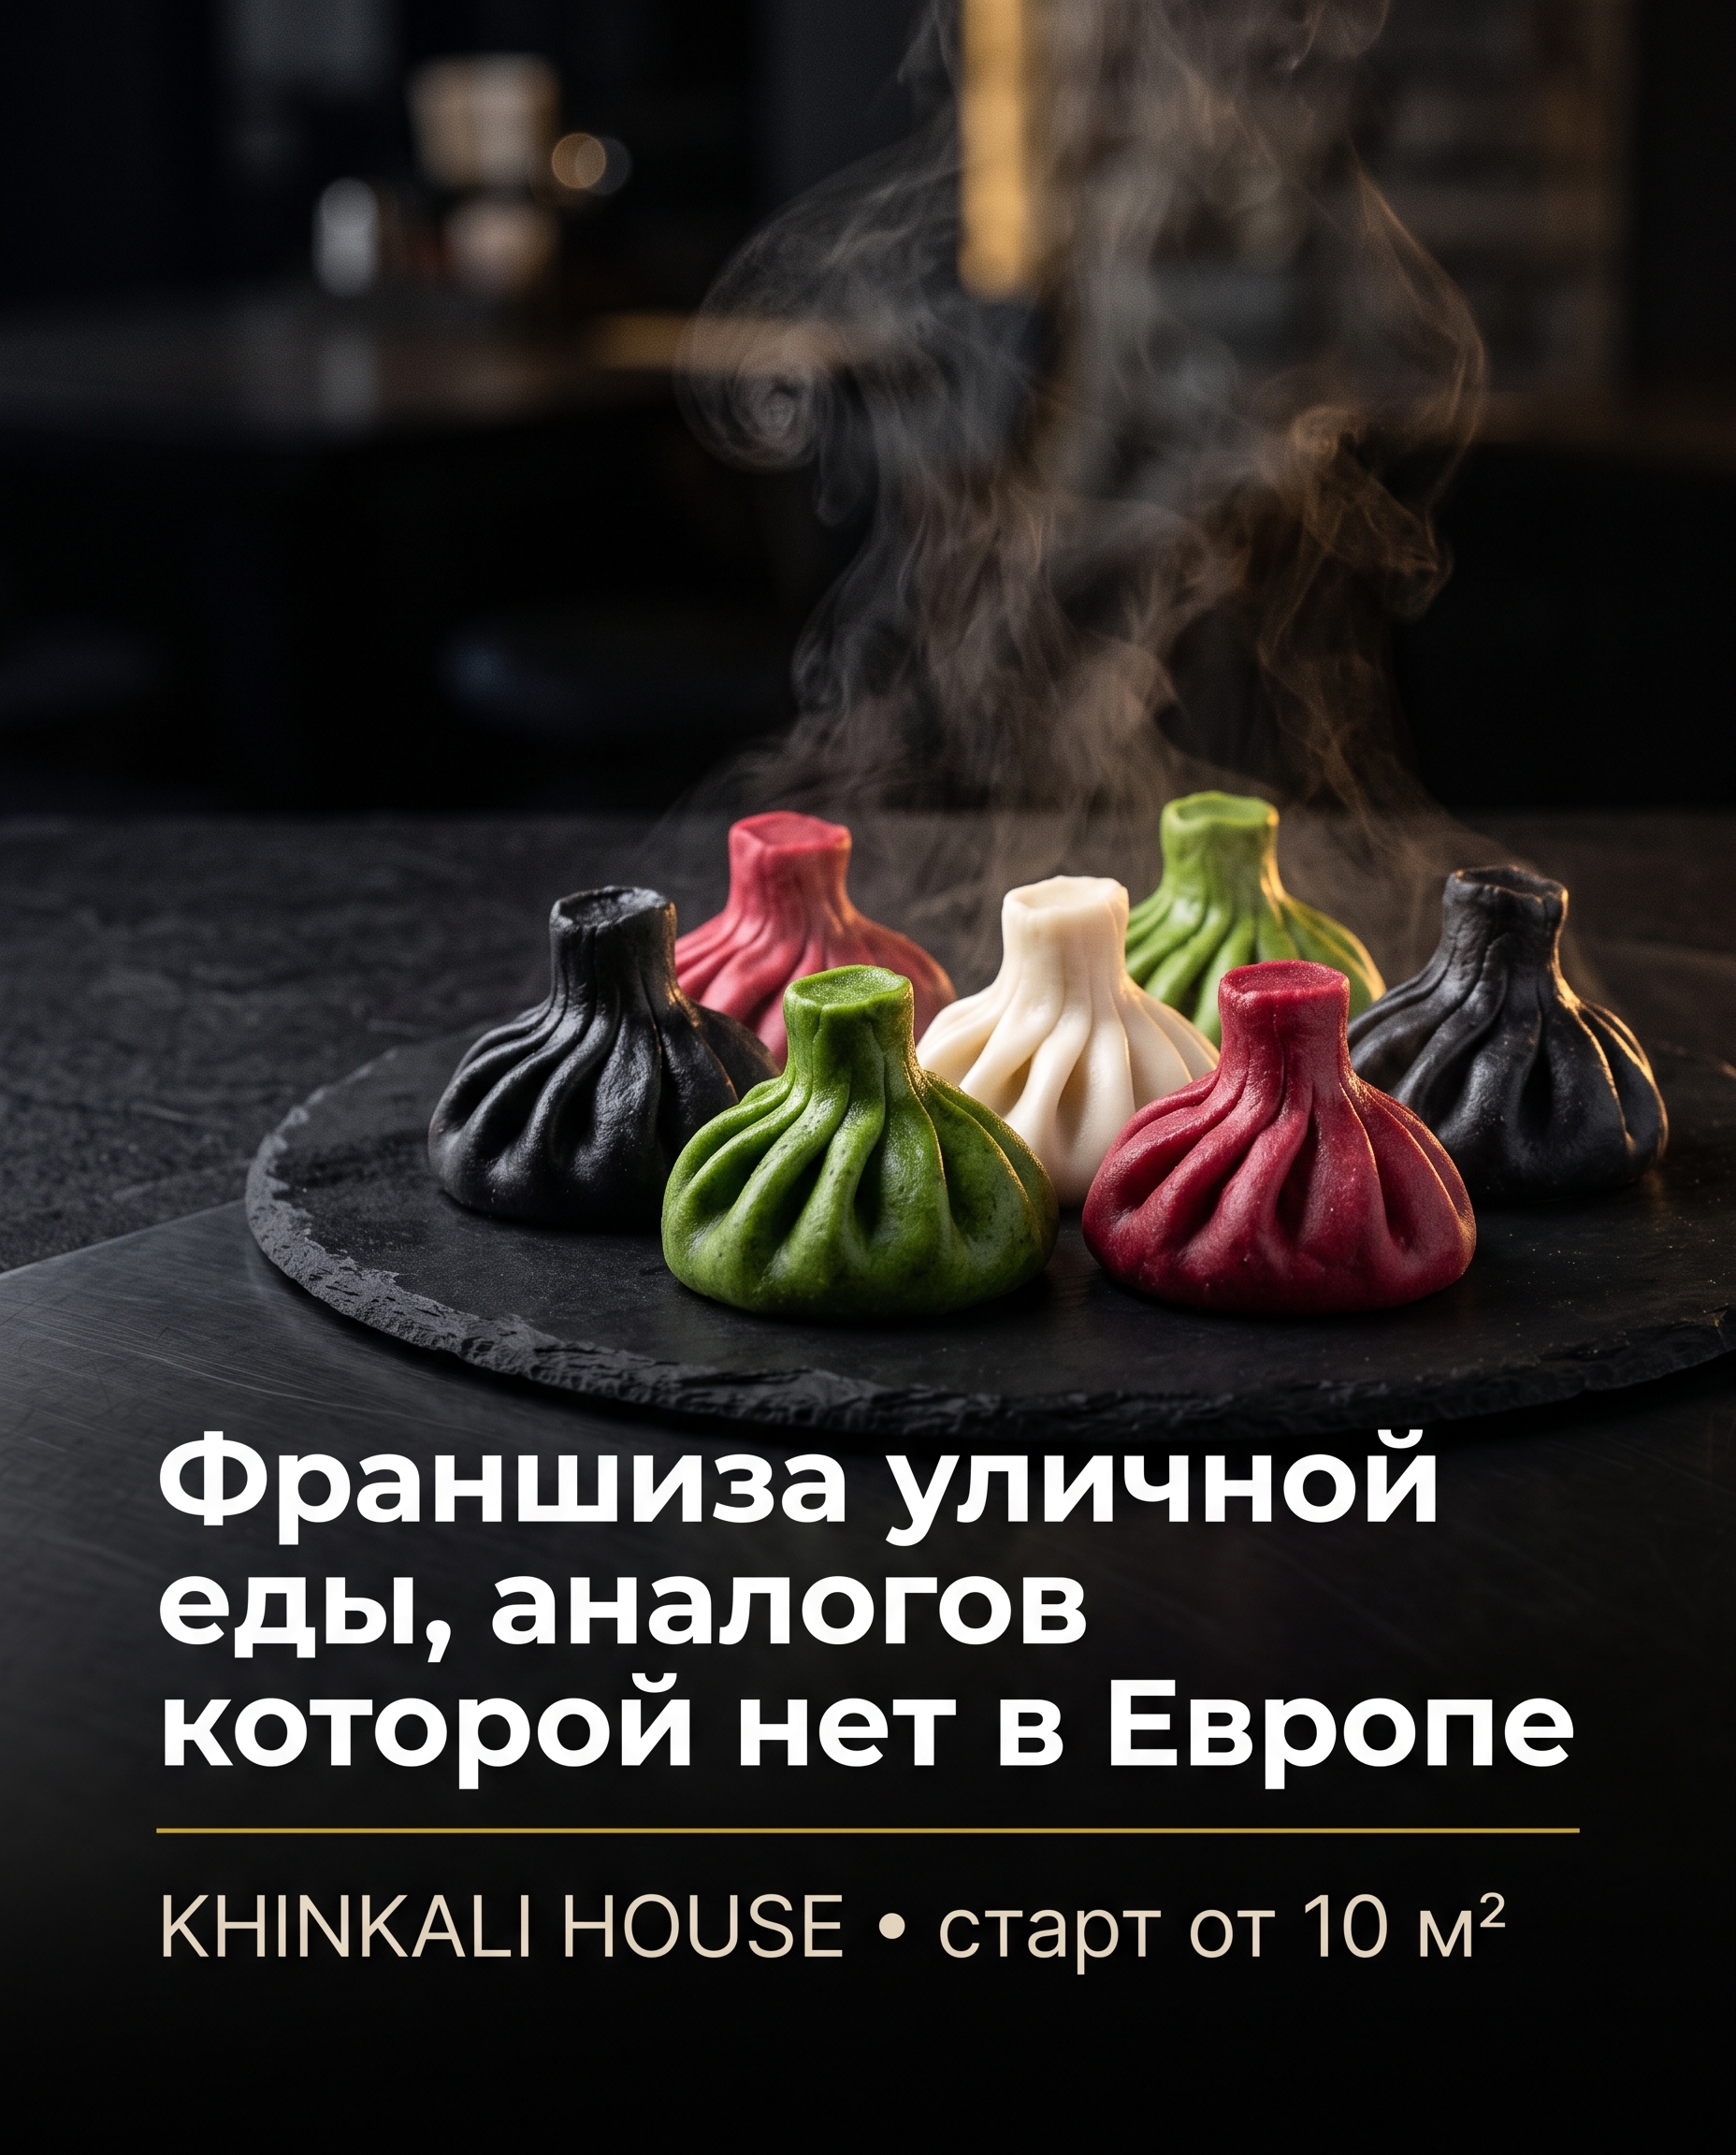 Франшиза уличной
еды, аналогов
которой нет в Европе
KHINKALI HOUSE • старт от 10 м²